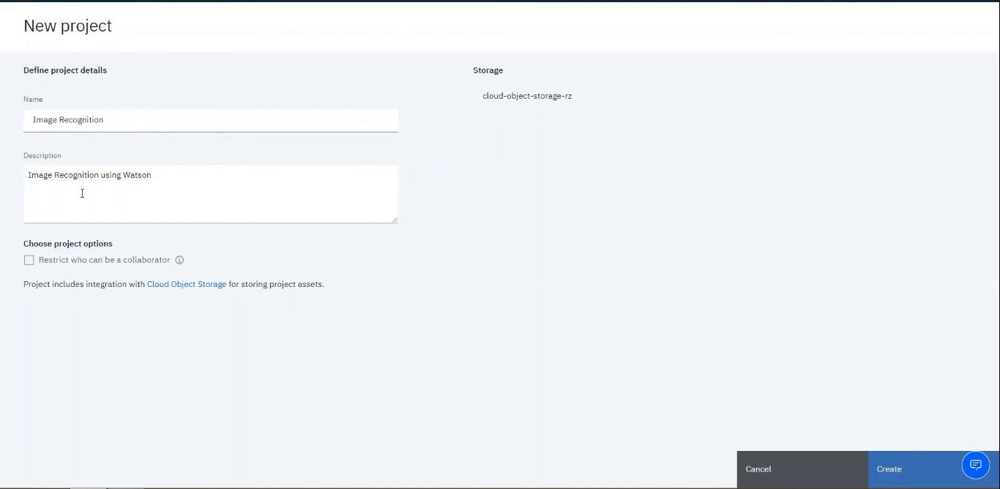 New project
Define project details
Name
Image Recognition
Description
Image Recognition using Watson
Choose project options
Restrict who can be a collaborator
Project includes integration with Cloud Object Storage for storing project assets.
Storage
cloud-object-storage-rz
Cancel
Create